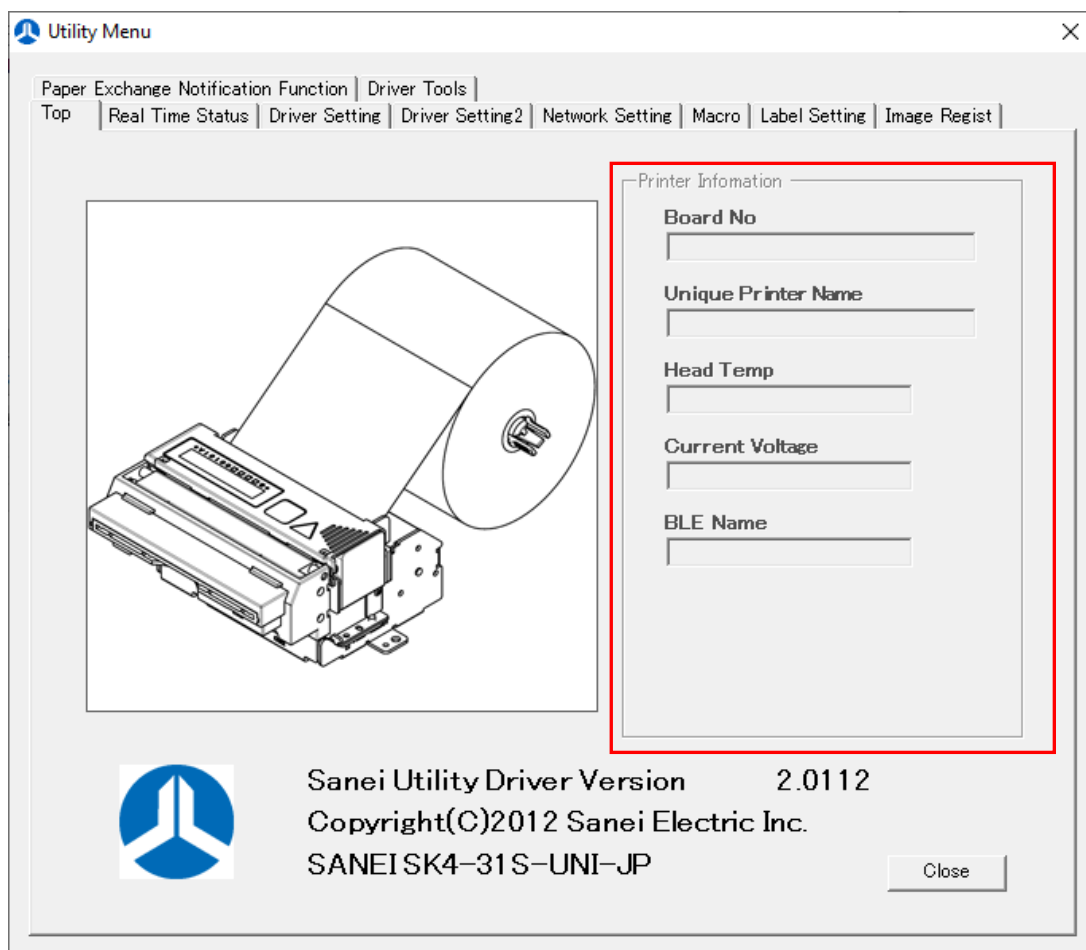 Utility Menu
Paper Exchange Notification Function
Driver Tools
Top
Real Time Status
Driver Setting
Driver Setting2
Network Setting
Macro
Label Setting
Image Regist
Printer Infomation
Board No
Unique Printer Name
Head Temp
Current Voltage
BLE Name
Sanei Utility Driver Version 2.0112
Copyright(C)2012 Sanei Electric Inc.
SANEI SK4-31S-UNI-JP
Close